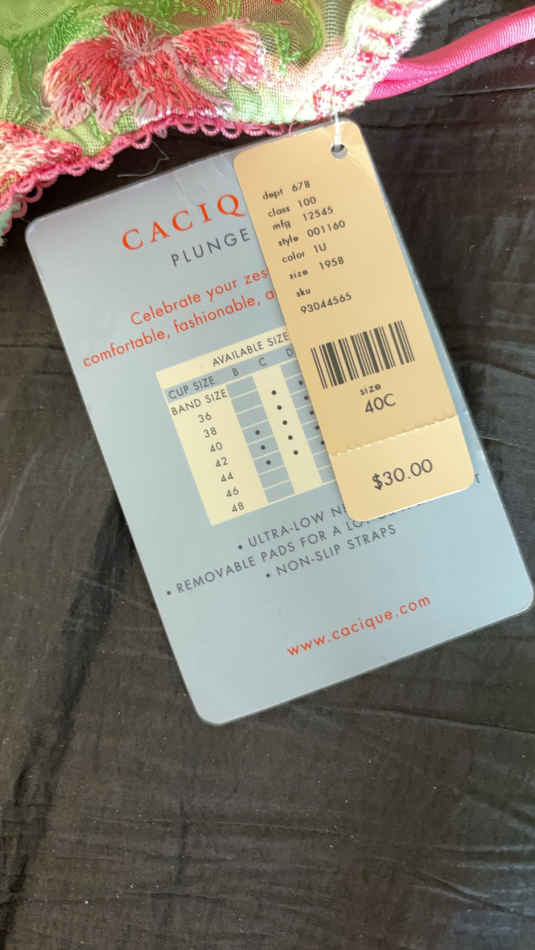 CACIQ
PLUNGE
Celebrate your zes
comfortable, fashionable, a
AVAILABLE SIZE
CUP SIZE B C D
BAND SIZE
36
38
40
42
44
46
48
• ULTRA-LOW N
• REMOVABLE PADS FOR A LO
• NON-SLIP STRAPS
www.cacique.com
dept 678
class 100
mfg 12545
style 001160
color 1U
size 1958
sku
93044565
size
40C
$30.00